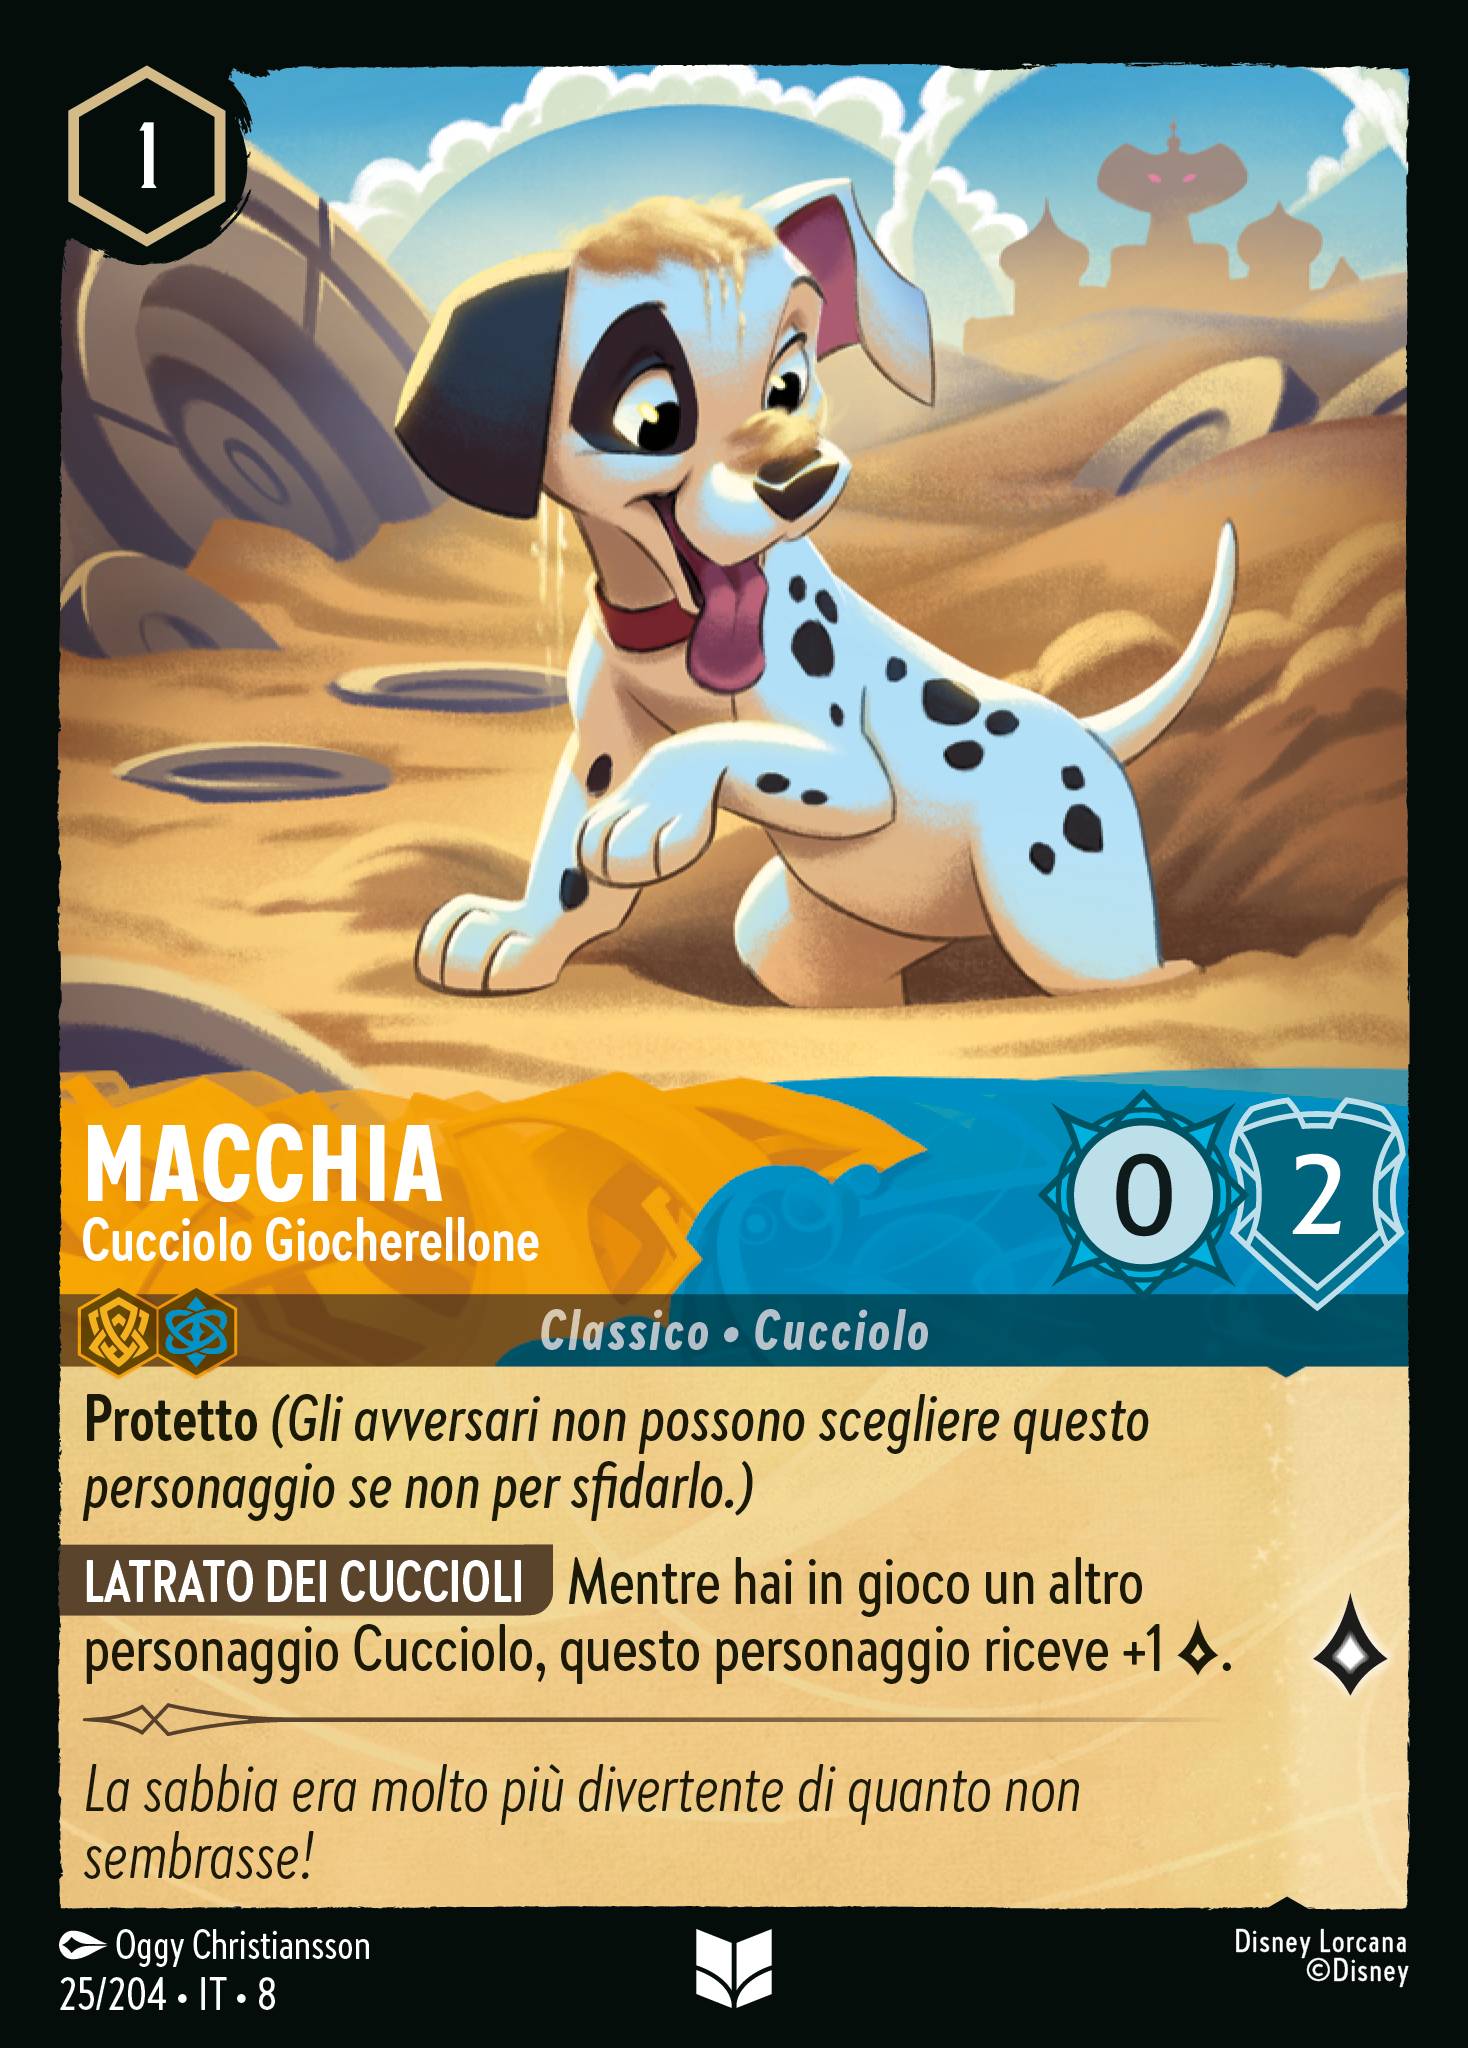 1
MACCHIA
Cucciolo Giocherellone
0
2
Classico • Cucciolo
Protetto (Gli avversari non possono scegliere questo
personaggio se non per sfidarlo.)
LATRATO DEI CUCCIOLI Mentre hai in gioco un altro
personaggio Cucciolo, questo personaggio riceve +1 .
La sabbia era molto più divertente di quanto non
sembrasse!
Oggy Christiansson
25/204 • IT • 8
Disney Lorcana
©Disney